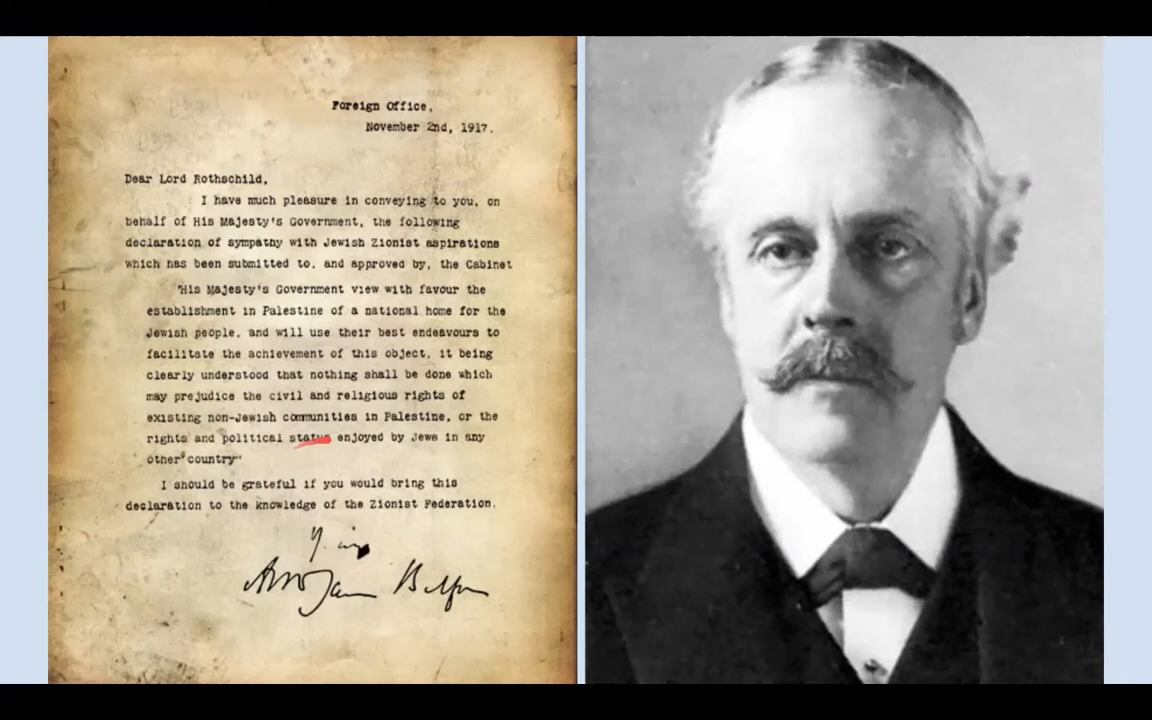 Foreign Office,
November 2nd, 1917.
Dear Lord Rothschild,
I have much pleasure in conveying to you, on
behalf of His Majesty's Government, the following
declaration of sympathy with Jewish Zionist aspirations
which has been submitted to, and approved by, the Cabinet
"His Majesty's Government view with favour the
establishment in Palestine of a national home for the
Jewish people, and will use their best endeavours to
facilitate the achievement of this object, it being
clearly understood that nothing shall be done which
may prejudice the civil and religious rights of
existing non-Jewish communities in Palestine, or the
rights and political status enjoyed by Jews in any
other country"
I should be grateful if you would bring this
declaration to the knowledge of the Zionist Federation.